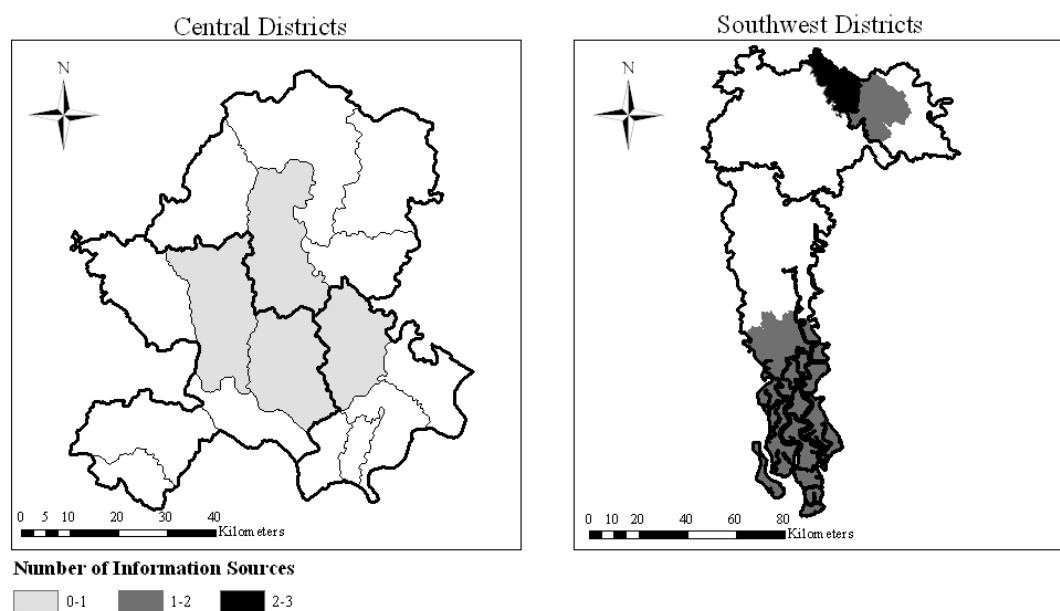 Central Districts
Southwest Districts
N
N
0 5 10 20 30 40
Kilometers
0 10 20 40 60 80
Kilometers
Number of Information Sources
0-1
1-2
2-3